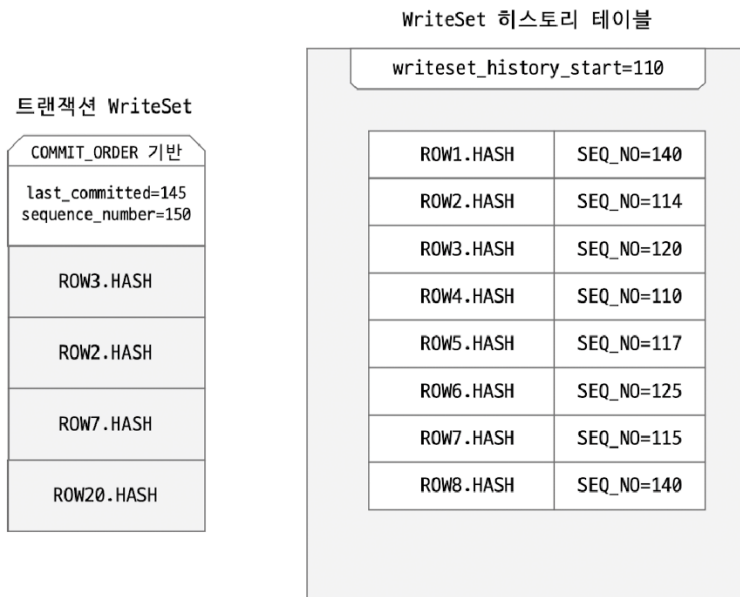 WriteSet 히스토리 테이블
writeset_history_start=110
트랜잭션 WriteSet
COMMIT_ORDER 기반
last_committed=145
sequence_number=150
ROW3.HASH
ROW2.HASH
ROW7.HASH
ROW20.HASH
ROW1.HASH SEQ_NO=140
ROW2.HASH SEQ_NO=114
ROW3.HASH SEQ_NO=120
ROW4.HASH SEQ_NO=110
ROW5.HASH SEQ_NO=117
ROW6.HASH SEQ_NO=125
ROW7.HASH SEQ_NO=115
ROW8.HASH SEQ_NO=140